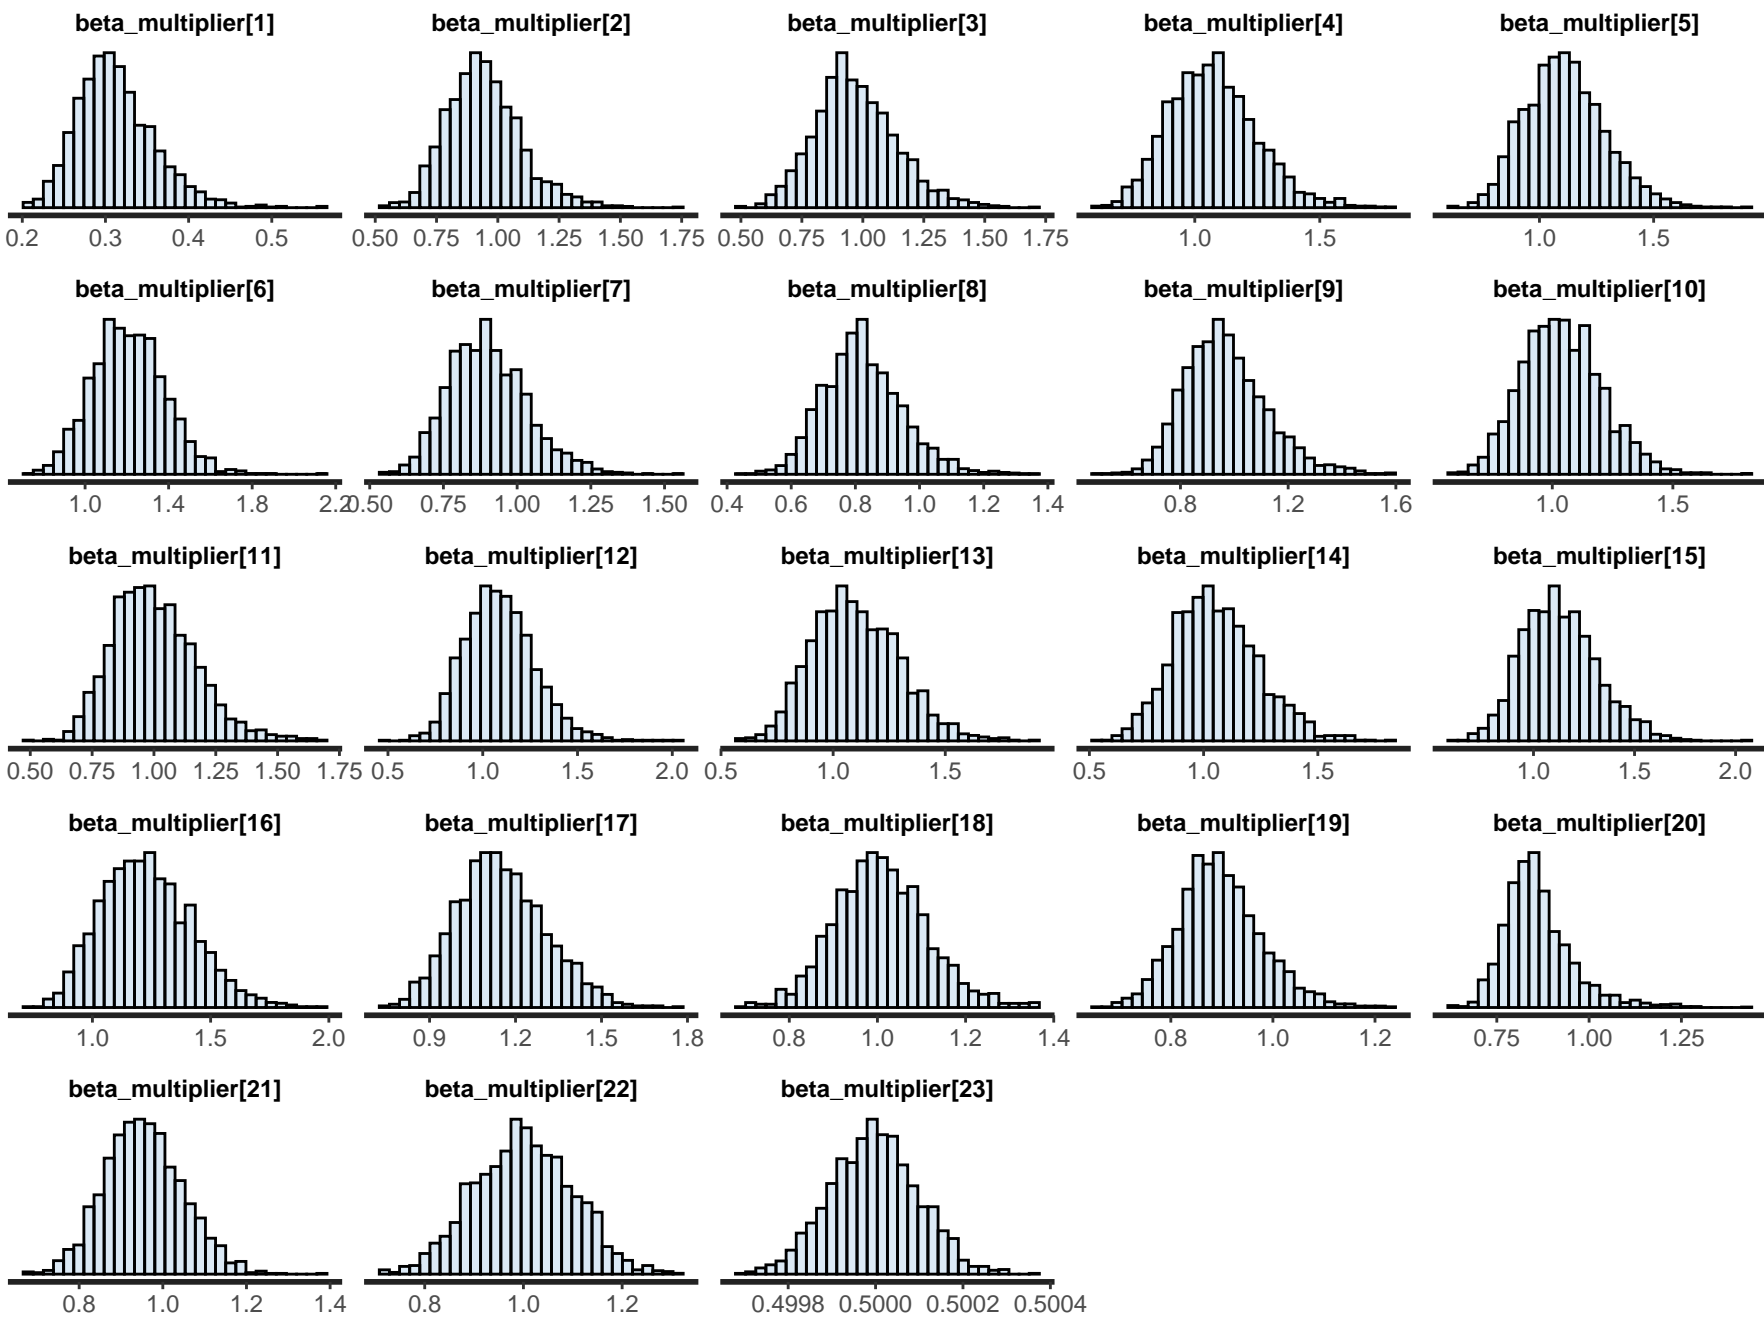 beta_multiplier[1] beta_multiplier[2] beta_multiplier[3] beta_multiplier[4] beta_multiplier[5]
0.2 0.3 0.4 0.5 0.50 0.75 1.00 1.25 1.50 1.75 0.50 0.75 1.00 1.25 1.50 1.75 1.0 1.5 1.0 1.5
beta_multiplier[6] beta_multiplier[7] beta_multiplier[8] beta_multiplier[9] beta_multiplier[10]
1.0 1.4 1.8 2.2 0.50 0.75 1.00 1.25 1.50 0.4 0.6 0.8 1.0 1.2 1.4 0.8 1.2 1.6 1.0 1.5
beta_multiplier[11] beta_multiplier[12] beta_multiplier[13] beta_multiplier[14] beta_multiplier[15]
0.50 0.75 1.00 1.25 1.50 1.75 0.5 1.0 1.5 2.0 0.5 1.0 1.5 0.5 1.0 1.5 1.0 1.5 2.0
beta_multiplier[16] beta_multiplier[17] beta_multiplier[18] beta_multiplier[19] beta_multiplier[20]
1.0 1.5 2.0 0.9 1.2 1.5 1.8 0.8 1.0 1.2 1.4 0.8 1.0 1.2 0.75 1.00 1.25
beta_multiplier[21] beta_multiplier[22] beta_multiplier[23]
0.8 1.0 1.2 1.4 0.8 1.0 1.2 0.4998 0.5000 0.5002 0.5004